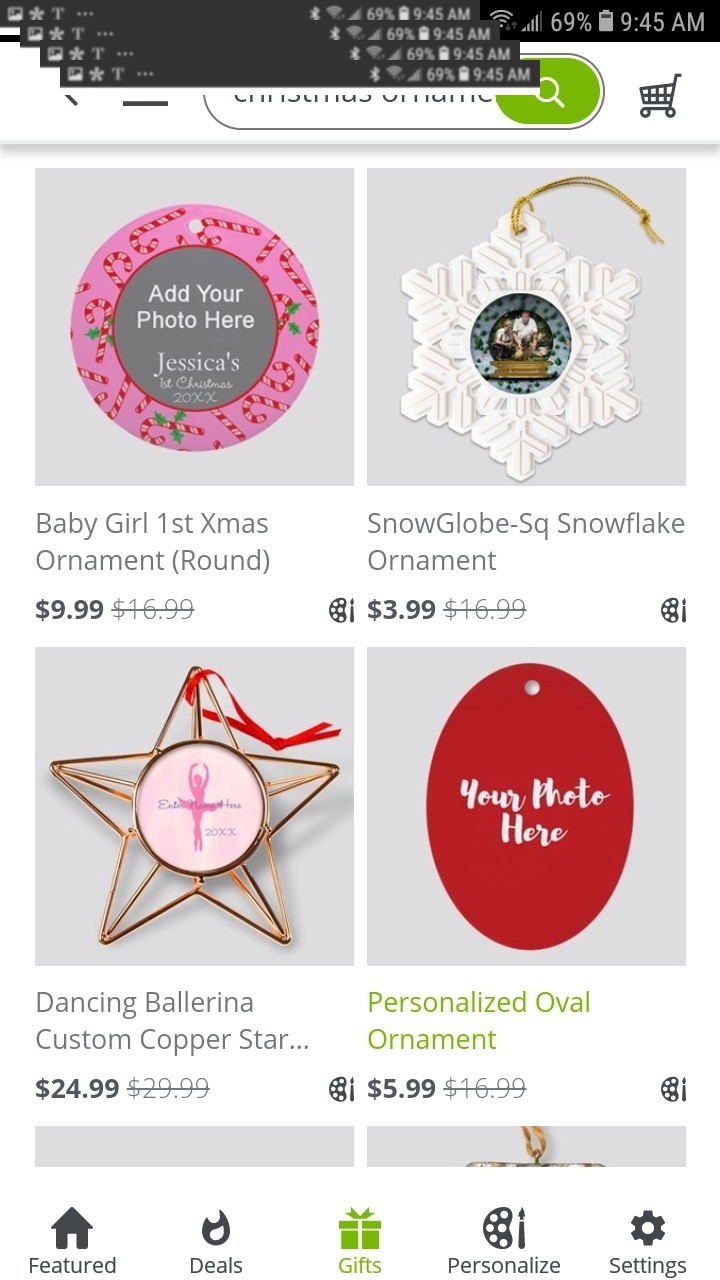 69% 9:45 AM
T ... 69% 9:45 AM
T ... 69% 9:45 AM
T ... 69% 9:45 AM
T ... 69% 9:45 AM
christmas orname
Add Your
Photo Here
Jessica's
1st Christmas
20XX
Baby Girl 1st Xmas
Ornament (Round)
$9.99 $16.99
SnowGlobe-Sq Snowflake
Ornament
$3.99 $16.99
Enter Name Here
20XX
Your Photo
Here
Dancing Ballerina
Custom Copper Star...
$24.99 $29.99
Personalized Oval
Ornament
$5.99 $16.99
Featured
Deals
Gifts
Personalize
Settings